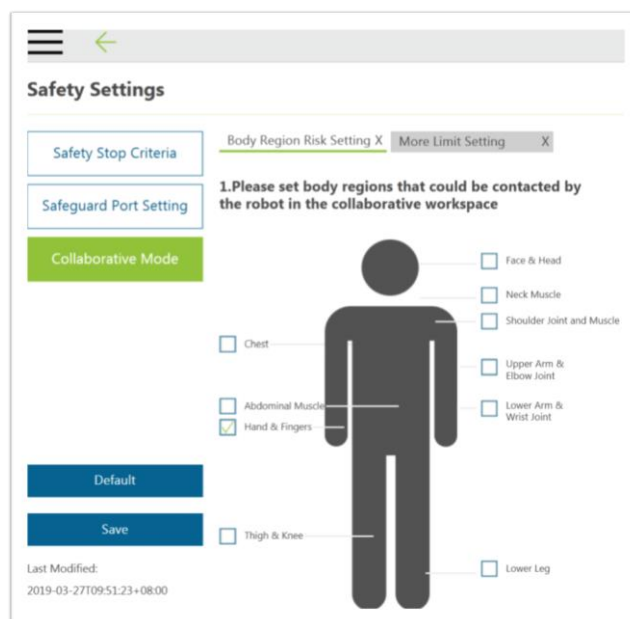 Safety Settings
Safety Stop Criteria
Safeguard Port Setting
Collaborative Mode
Default
Save
Last Modified:
2019-03-27T09:51:23+08:00
Body Region Risk Setting X
More Limit Setting X
1.Please set body regions that could be contacted by
the robot in the collaborative workspace
Face & Head
Neck Muscle
Shoulder Joint and Muscle
Chest
Upper Arm &
Elbow Joint
Abdominal Muscle
Lower Arm &
Wrist Joint
Hand & Fingers
Thigh & Knee
Lower Leg